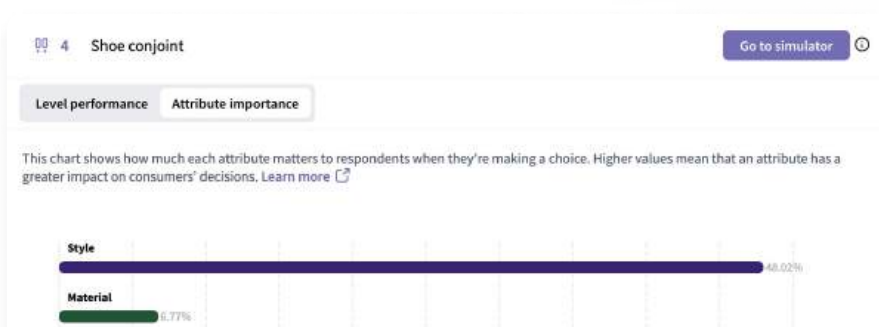 4 Shoe conjoint
Go to simulator
Level performance Attribute importance
This chart shows how much each attribute matters to respondents when they're making a choice. Higher values mean that an attribute has a
greater impact on consumers' decisions. Learn more
Style
48.02%
Material
6.77%